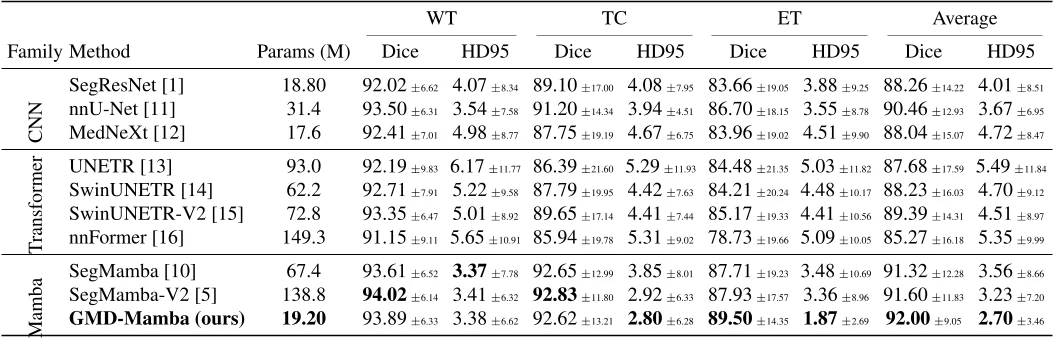 WT TC ET Average
Family Method Params (M) Dice HD95 Dice HD95 Dice HD95 Dice HD95
CNN
SegResNet [1] 18.80 92.02 ±6.62 4.07 ±8.34 89.10 ±17.00 4.08 ±7.95 83.66 ±19.05 3.88 ±9.25 88.26 ±14.22 4.01 ±8.51
nnU-Net [11] 31.4 93.50 ±6.31 3.54 ±7.58 91.20 ±14.34 3.94 ±4.51 86.70 ±18.15 3.55 ±8.78 90.46 ±12.93 3.67 ±6.95
MedNeXt [12] 17.6 92.41 ±7.01 4.98 ±8.77 87.75 ±19.19 4.67 ±6.75 83.96 ±19.02 4.51 ±9.90 88.04 ±15.07 4.72 ±8.47
Transformer
UNETR [13] 93.0 92.19 ±9.83 6.17 ±11.77 86.39 ±21.60 5.29 ±11.93 84.48 ±21.35 5.03 ±11.82 87.68 ±17.59 5.49 ±11.84
SwinUNETR [14] 62.2 92.71 ±7.91 5.22 ±9.58 87.79 ±19.95 4.42 ±7.63 84.21 ±20.24 4.48 ±10.17 88.23 ±16.03 4.70 ±9.12
SwinUNETR-V2 [15] 72.8 93.35 ±6.47 5.01 ±8.92 89.65 ±17.14 4.41 ±7.44 85.17 ±19.33 4.41 ±10.56 89.39 ±14.31 4.51 ±8.97
nnFormer [16] 149.3 91.15 ±9.11 5.65 ±10.91 85.94 ±19.78 5.31 ±9.02 78.73 ±19.66 5.09 ±10.05 85.27 ±16.18 5.35 ±9.99
Mamba
SegMamba [10] 67.4 93.61 ±6.52 3.37 ±7.78 92.65 ±12.99 3.85 ±8.01 87.71 ±19.23 3.48 ±10.69 91.32 ±12.28 3.56 ±8.66
SegMamba-V2 [5] 138.8 94.02 ±6.14 3.41 ±6.32 92.83 ±11.80 2.92 ±6.33 87.93 ±17.57 3.36 ±8.96 91.60 ±11.83 3.23 ±7.20
GMD-Mamba (ours) 19.20 93.89 ±6.33 3.38 ±6.62 92.62 ±13.21 2.80 ±6.28 89.50 ±14.35 1.87 ±2.69 92.00 ±9.05 2.70 ±3.46